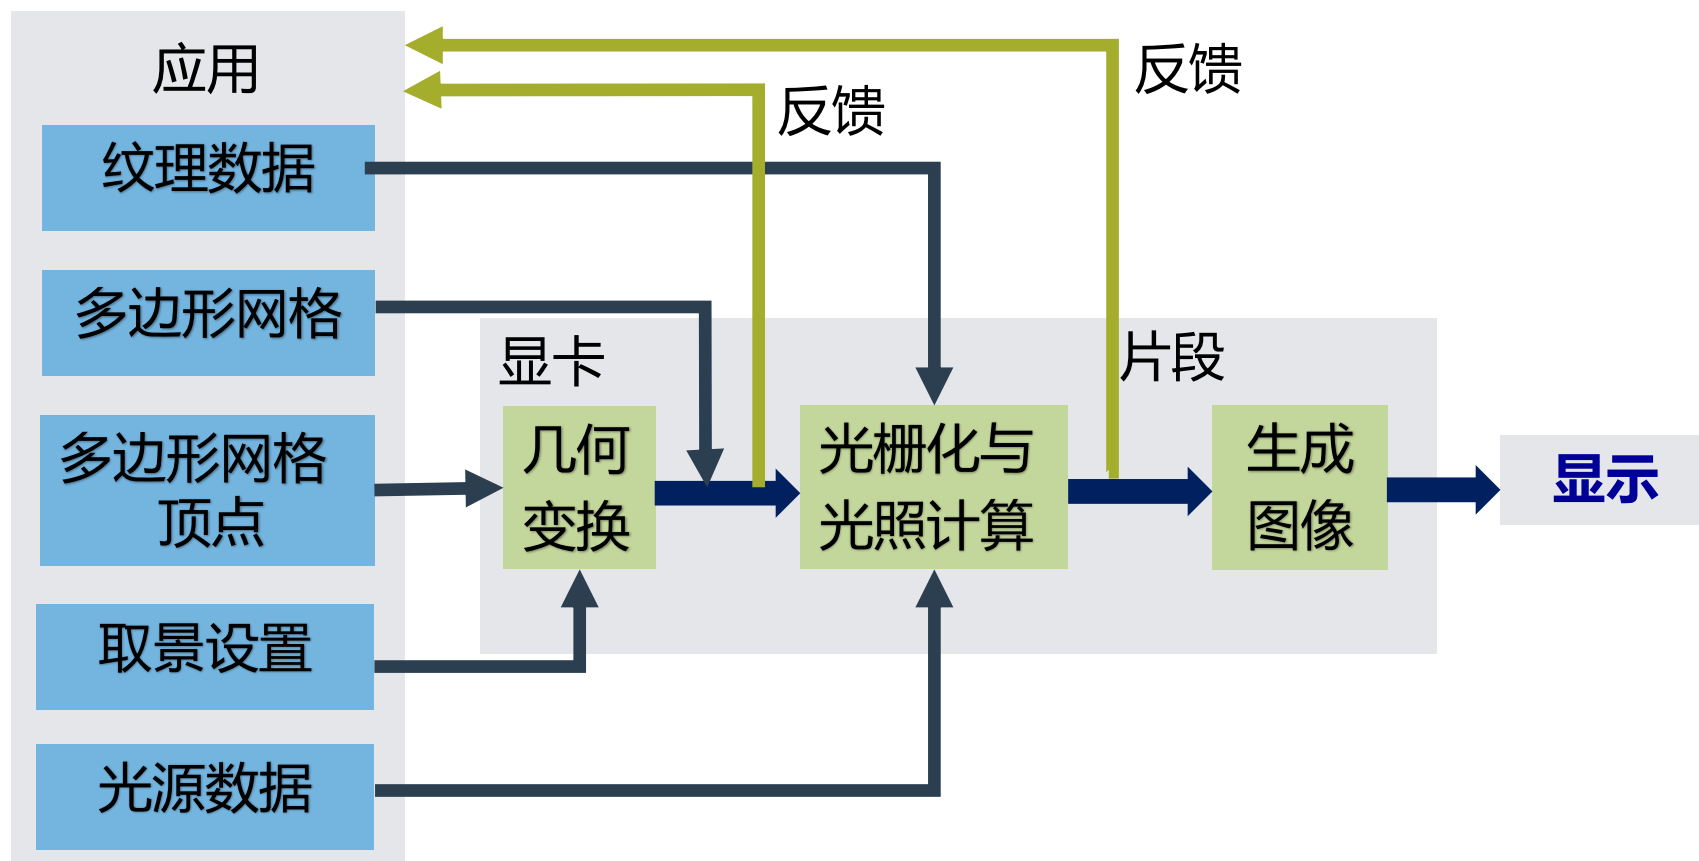 应用
纹理数据
多边形网格
多边形网格
顶点
取景设置
光源数据
反馈
反馈
显卡
片段
几何
变换
光栅化与
光照计算
生成
图像
显示